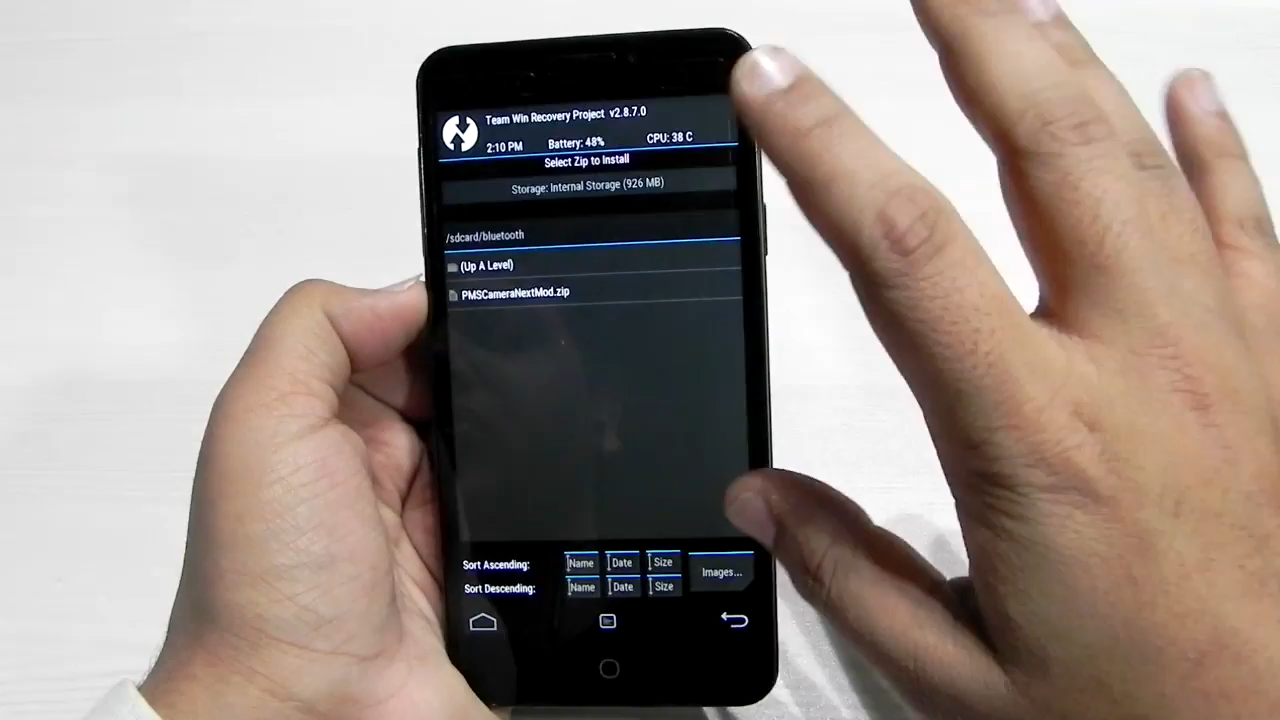 Team Win Recovery Project v2.8.7.0
2:10 PM Battery: 48% CPU: 38 C
Select Zip to Install
Storage: Internal Storage (926 MB)
/sdcard/bluetooth
(Up A Level)
PMSCameraNextMod.zip
Sort Ascending: Name Date Size
Images...
Sort Descending: Name Date Size